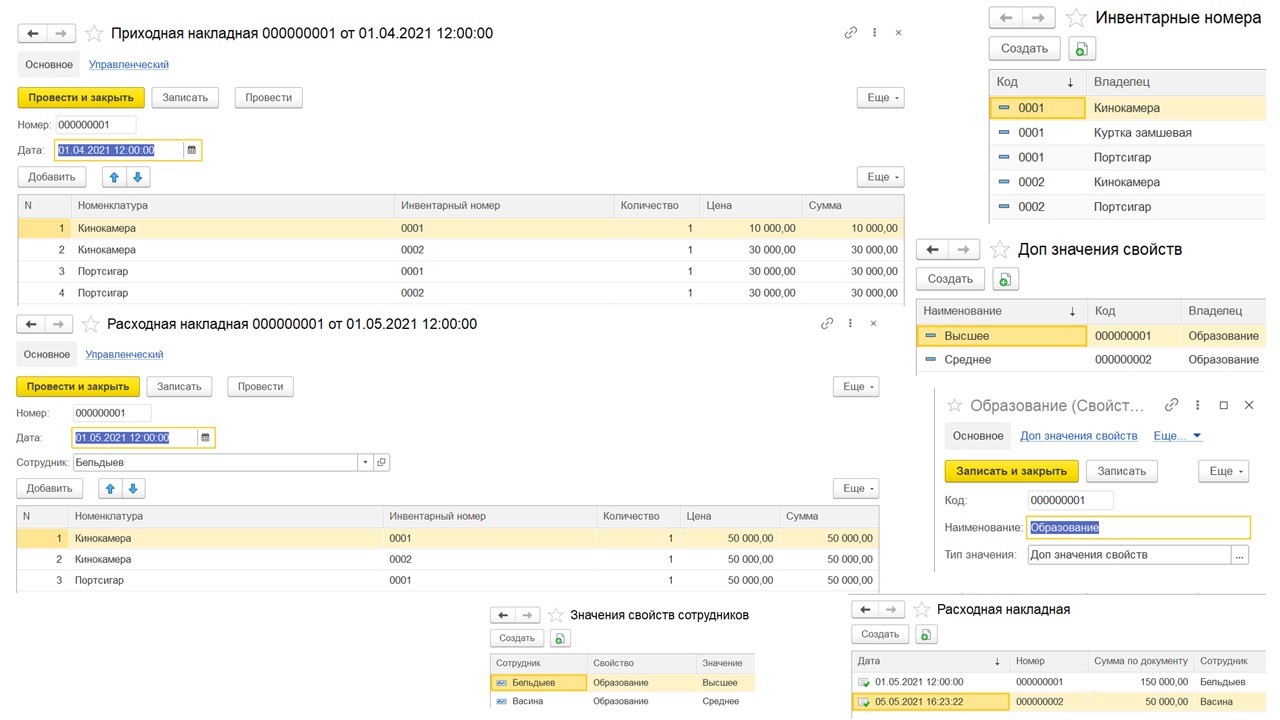 Приходная накладная 000000001 от 01.04.2021 12:00:00
Основное Управленческий
Провести и закрыть Записать Провести Еще
Номер: 000000001
Дата: 01.04.2021 12:00:00
Добавить Еще
N Номенклатура Инвентарный номер Количество Цена Сумма
1 Кинокамера 0001 1 10 000,00 10 000,00
2 Кинокамера 0002 1 30 000,00 30 000,00
3 Портсигар 0001 1 30 000,00 30 000,00
4 Портсигар 0002 1 30 000,00 30 000,00
Расходная накладная 000000001 от 01.05.2021 12:00:00
Основное Управленческий
Провести и закрыть Записать Провести Еще
Номер: 000000001
Дата: 01.05.2021 12:00:00
Сотрудник: Бельдыев
Добавить Еще
N Номенклатура Инвентарный номер Количество Цена Сумма
1 Кинокамера 0001 1 50 000,00 50 000,00
2 Кинокамера 0002 1 50 000,00 50 000,00
3 Портсигар 0001 1 50 000,00 50 000,00
Инвентарные номера
Создать
Код Владелец
0001 Кинокамера
0001 Куртка замшевая
0001 Портсигар
0002 Кинокамера
0002 Портсигар
Доп значения свойств
Создать
Наименование Код Владелец
Высшее 000000001 Образование
Среднее 000000002 Образование
Образование (Свойст...
Основное Доп значения свойств Еще...
Записать и закрыть Записать Еще
Код: 000000001
Наименование: Образование
Тип значения: Доп значения свойств ...
Значения свойств сотрудников
Создать
Сотрудник Свойство Значение
Бельдыев Образование Высшее
Васина Образование Среднее
Расходная накладная
Создать
Дата Номер Сумма по документу Сотрудник
01.05.2021 12:00:00 000000001 150 000,00 Бельдыев
05.05.2021 16:23:22 000000002 50 000,00 Васина